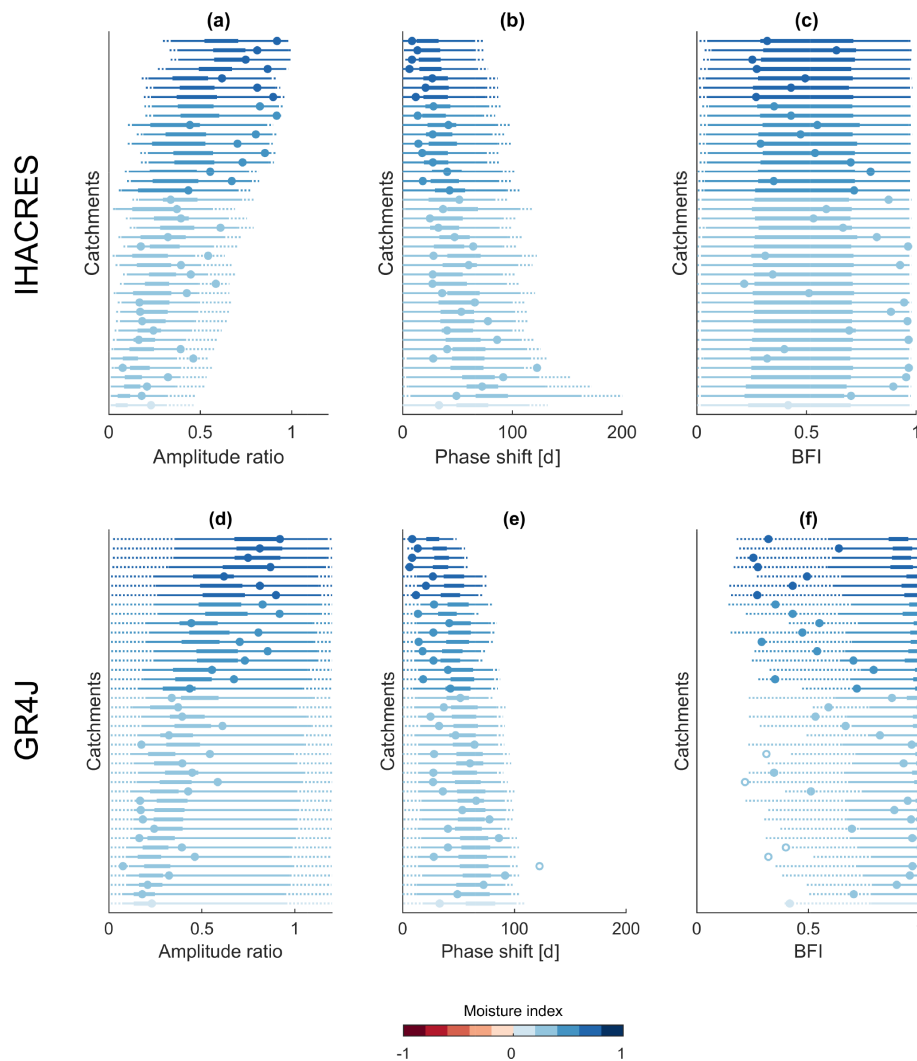 (a) (b) (c)
IHACRES
Catchments Catchments Catchments
0 0.5 1 0 100 200 0 0.5 1
Amplitude ratio Phase shift [d] BFI
(d) (e) (f)
GR4J
Catchments Catchments Catchments
0 0.5 1 0 100 200 0.5
Amplitude ratio Phase shift [d] BFI
Moisture index
-1 0 1